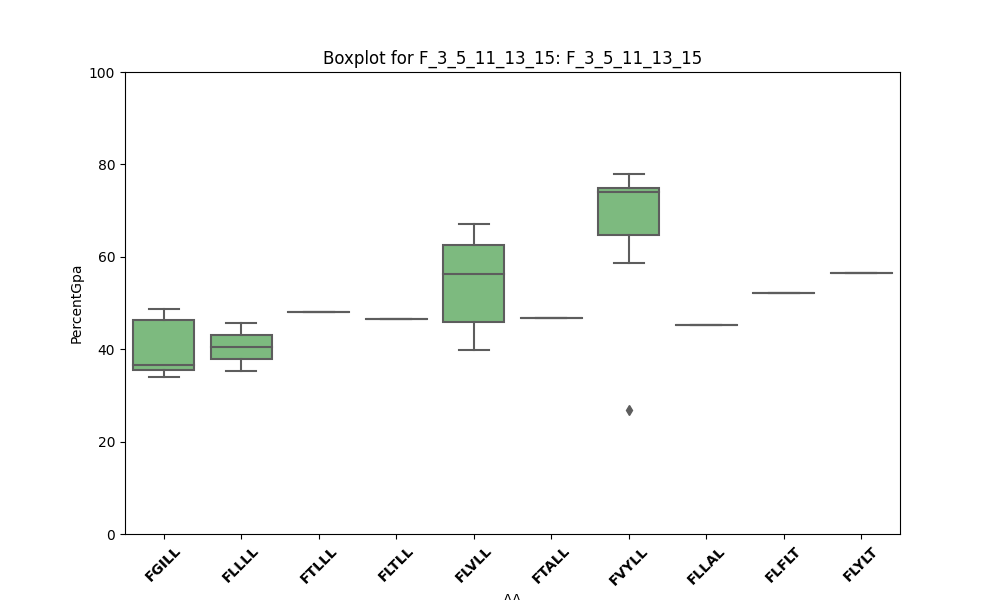 Boxplot for F_3_5_11_13_15: F_3_5_11_13_15
100
80
60
40
20
0
PercentGpa
FGILL
FLLLL
FTLLL
FLTLL
FLVLL
FTALL
FVYLL
FLLAL
FLFLT
FLYLT
AA